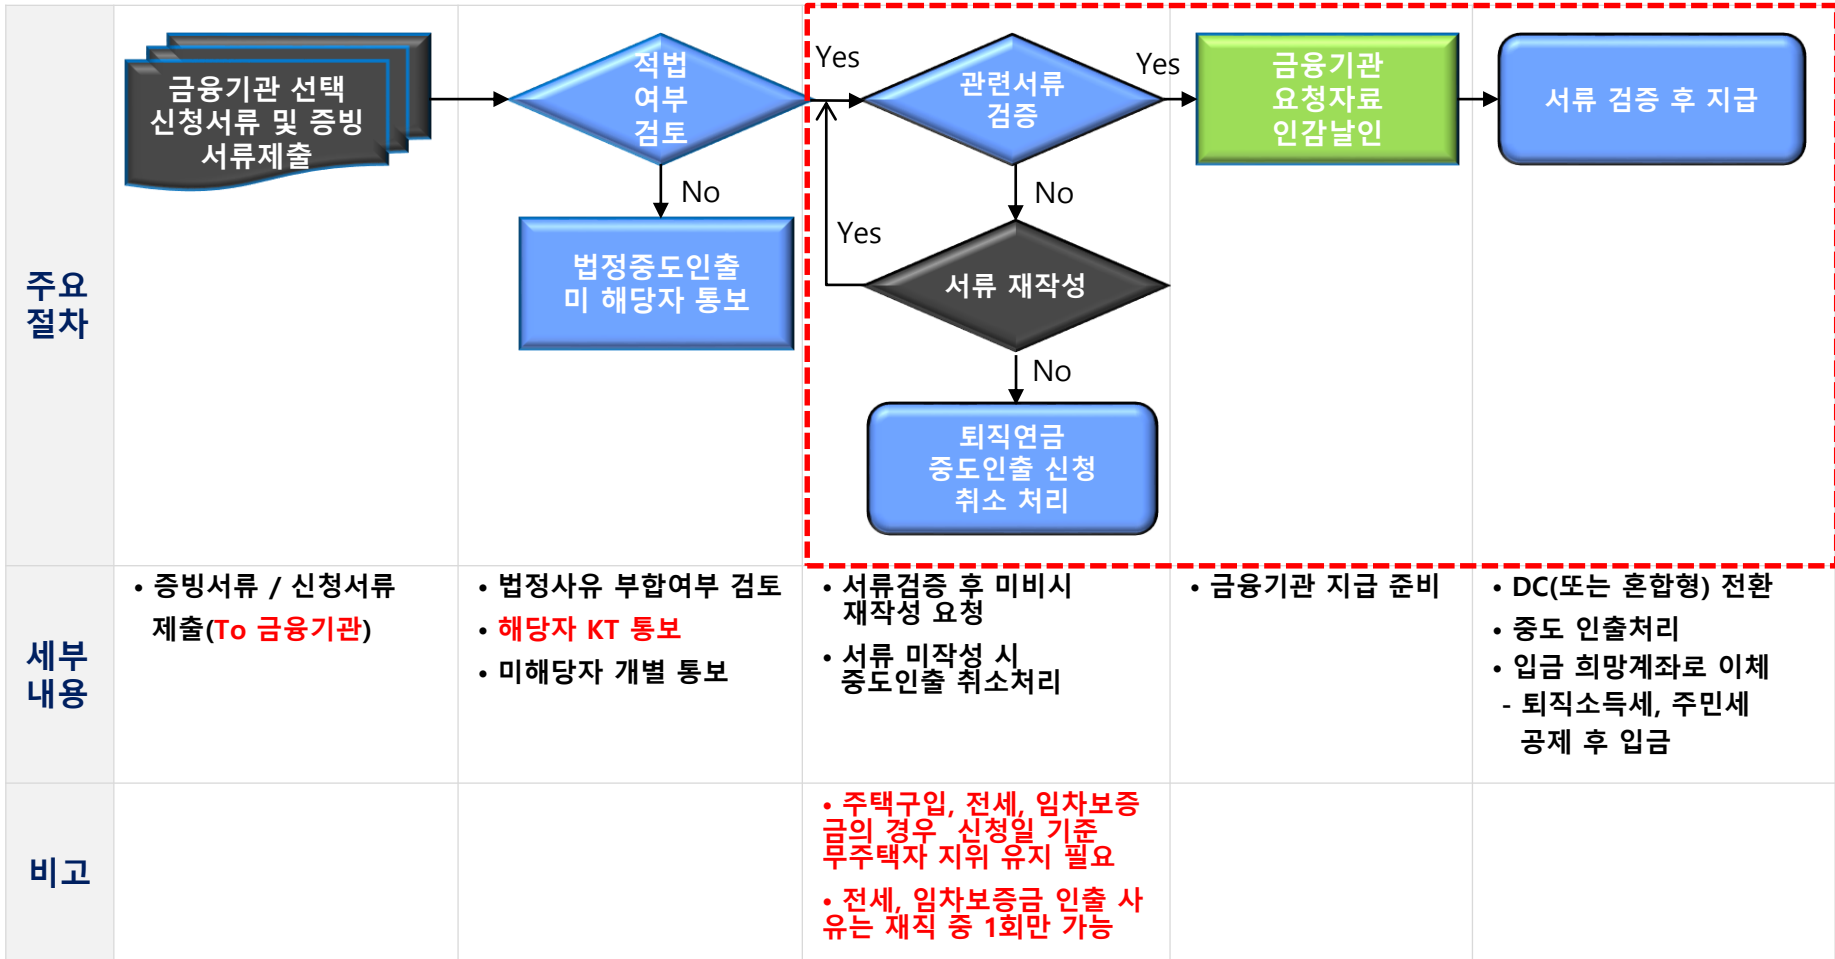 주요
절차
금융기관 선택
신청서류 및 증빙
서류제출
적법
여부
검토
Yes
No
법정중도인출
미 해당자 통보
관련서류
검증
Yes
No
Yes
서류 재작성
No
퇴직연금
중도인출 신청
취소 처리
금융기관
요청자료
인감날인
서류 검증 후 지급
세부
내용
• 증빙서류 / 신청서류
제출(To 금융기관)
• 법정사유 부합여부 검토
• 해당자 KT 통보
• 미해당자 개별 통보
• 서류검증 후 미비시
재작성 요청
• 서류 미작성 시
중도인출 취소처리
• 금융기관 지급 준비
• DC(또는 혼합형) 전환
• 중도 인출처리
• 입금 희망계좌로 이체
- 퇴직소득세, 주민세
공제 후 입금
비고
• 주택구입, 전세, 임차보증
금의 경우 신청일 기준
무주택자 지위 유지 필요
• 전세, 임차보증금 인출 사
유는 재직 중 1회만 가능